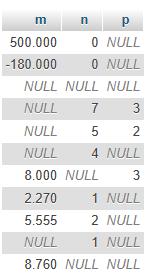 m n p
500.000 0 NULL
-180.000 0 NULL
NULL NULL NULL
NULL 7 3
NULL 5 2
NULL 4 NULL
8.000 NULL 3
2.270 1 NULL
5.555 2 NULL
NULL 1 NULL
8.760 NULL NULL